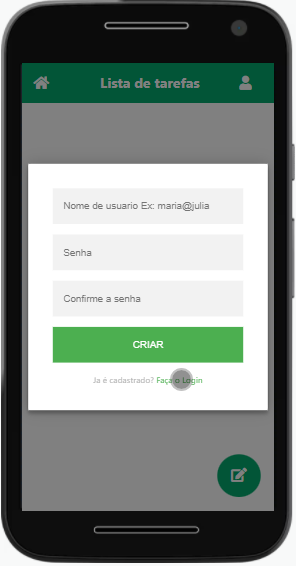 Lista de tarefas
Nome de usuario Ex: maria@julia
Senha
Confirme a senha
CRIAR
Ja é cadastrado? Faça o Login